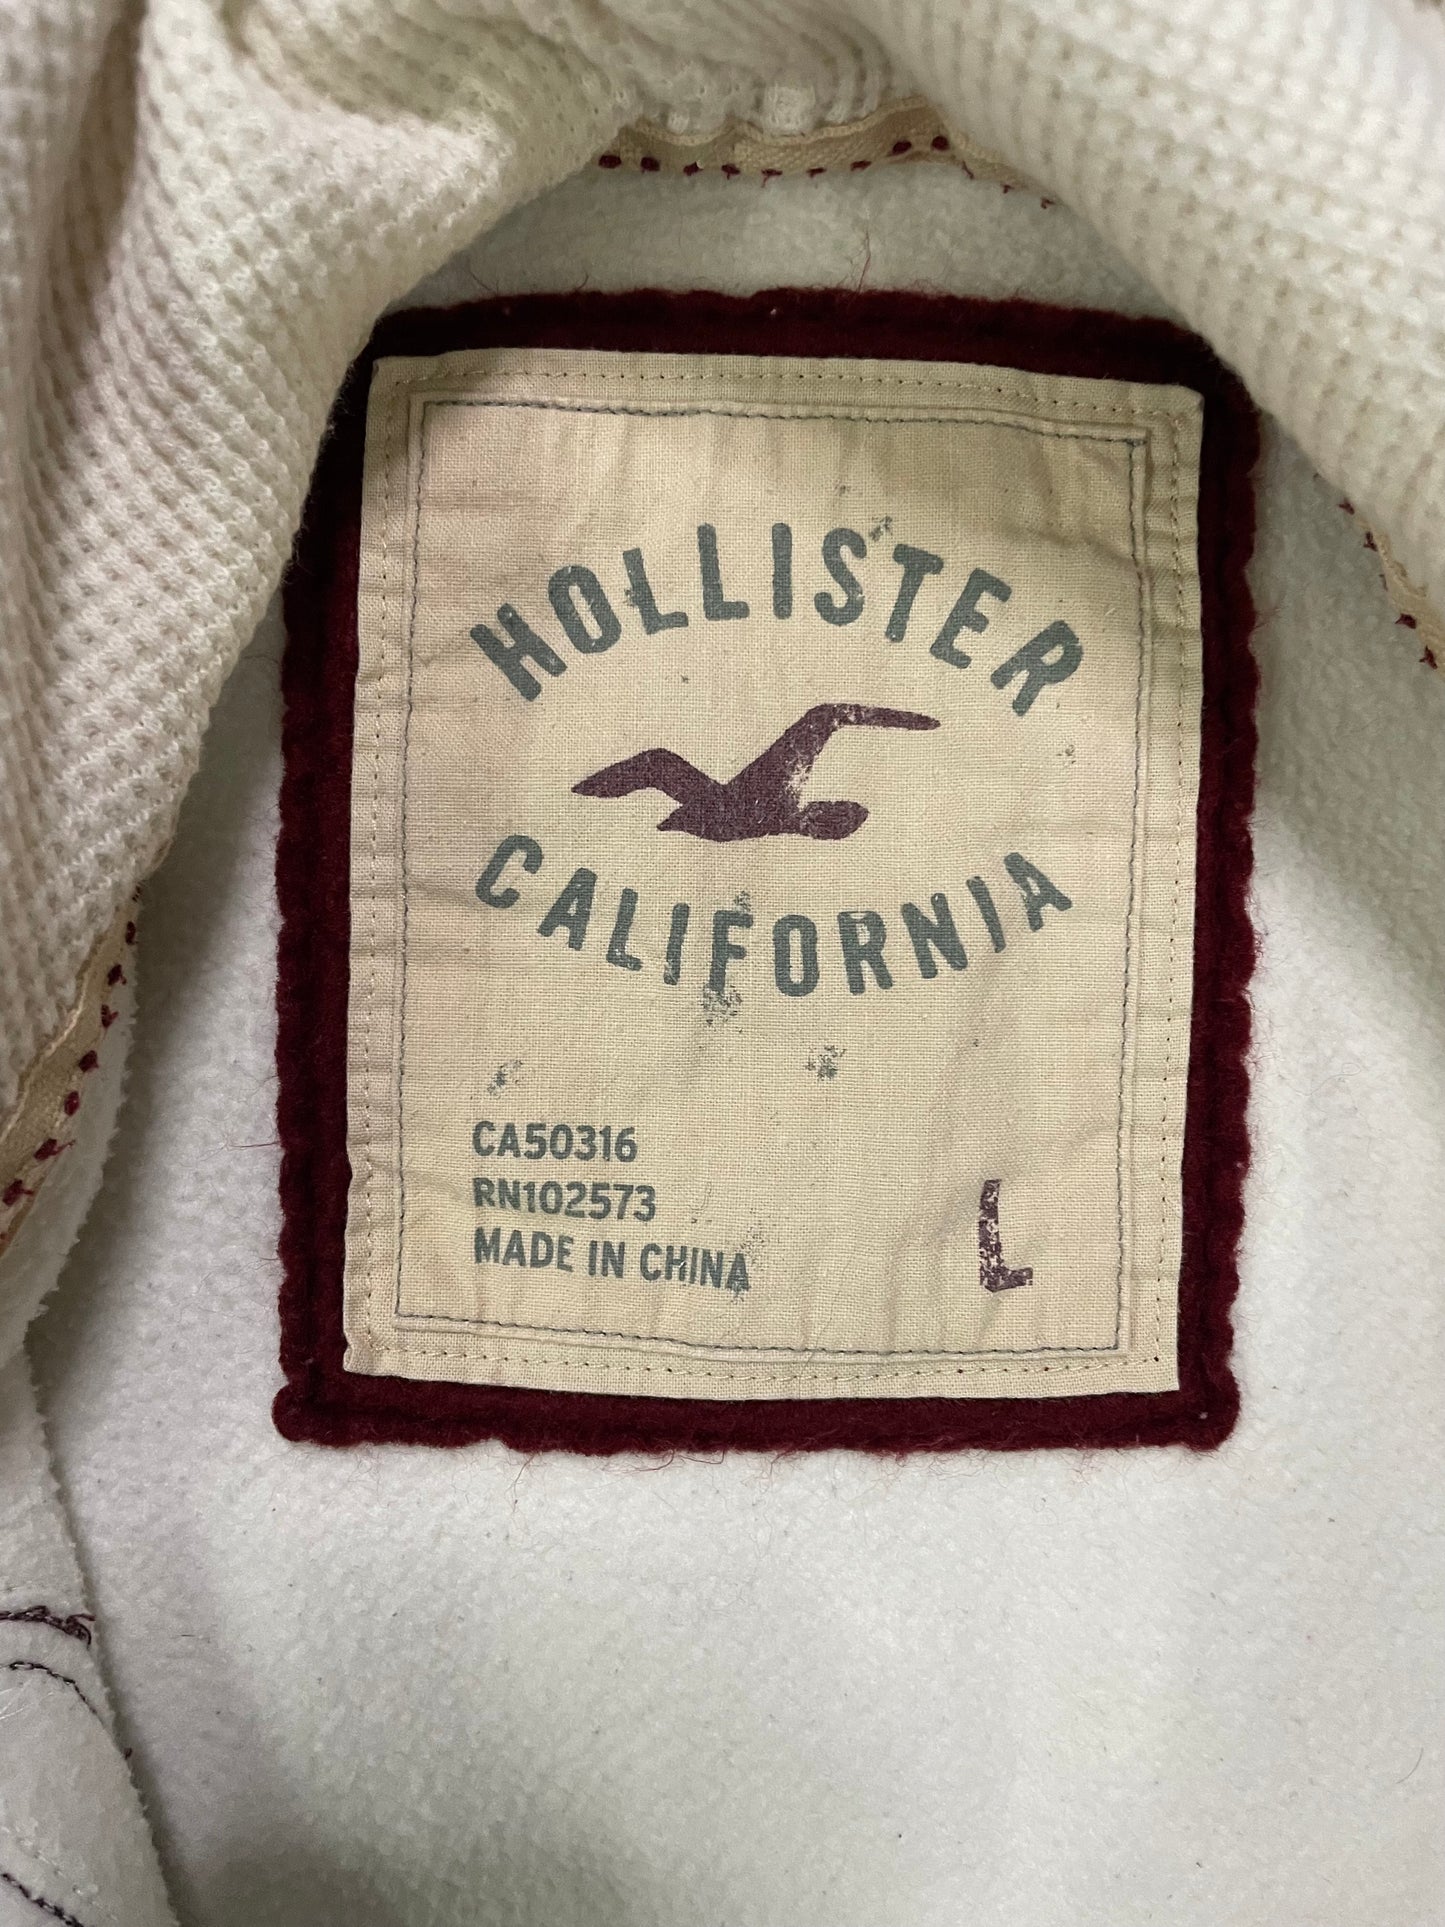 HOLLISTER
CALIFORNIA
CA50316
RN102573
MADE IN CHINA
L